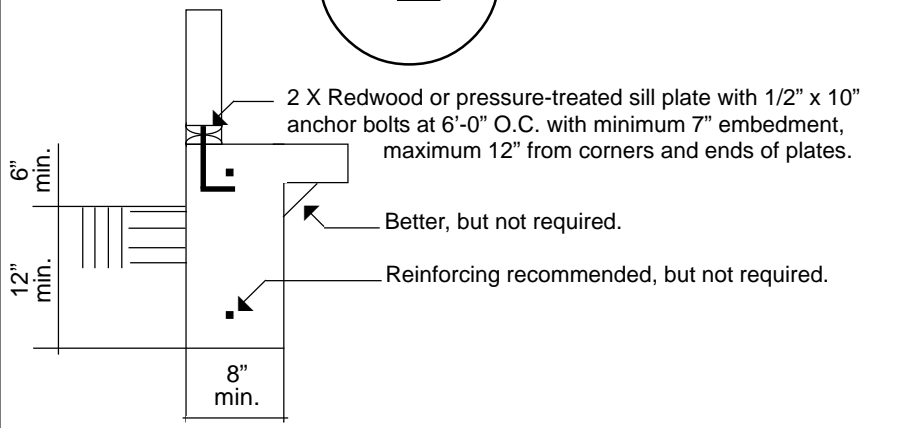 2 X Redwood or pressure-treated sill plate with 1/2” x 10”
anchor bolts at 6’-0” O.C. with minimum 7” embedment,
maximum 12” from corners and ends of plates.
6”
min.
Better, but not required.
12”
min.
Reinforcing recommended, but not required.
8”
min.